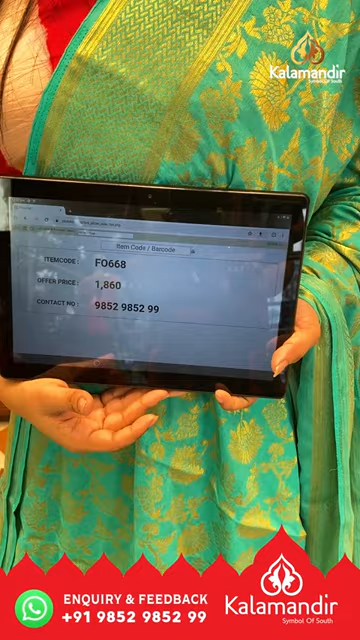 Kalamandir
Symbol Of South
Item Code / Barcode
ITEMCODE : FO668
OFFER PRICE : 1,860
CONTACT NO : 9852 9852 99
ENQUIRY & FEEDBACK
+91 9852 9852 99
Kalamandir
Symbol Of South